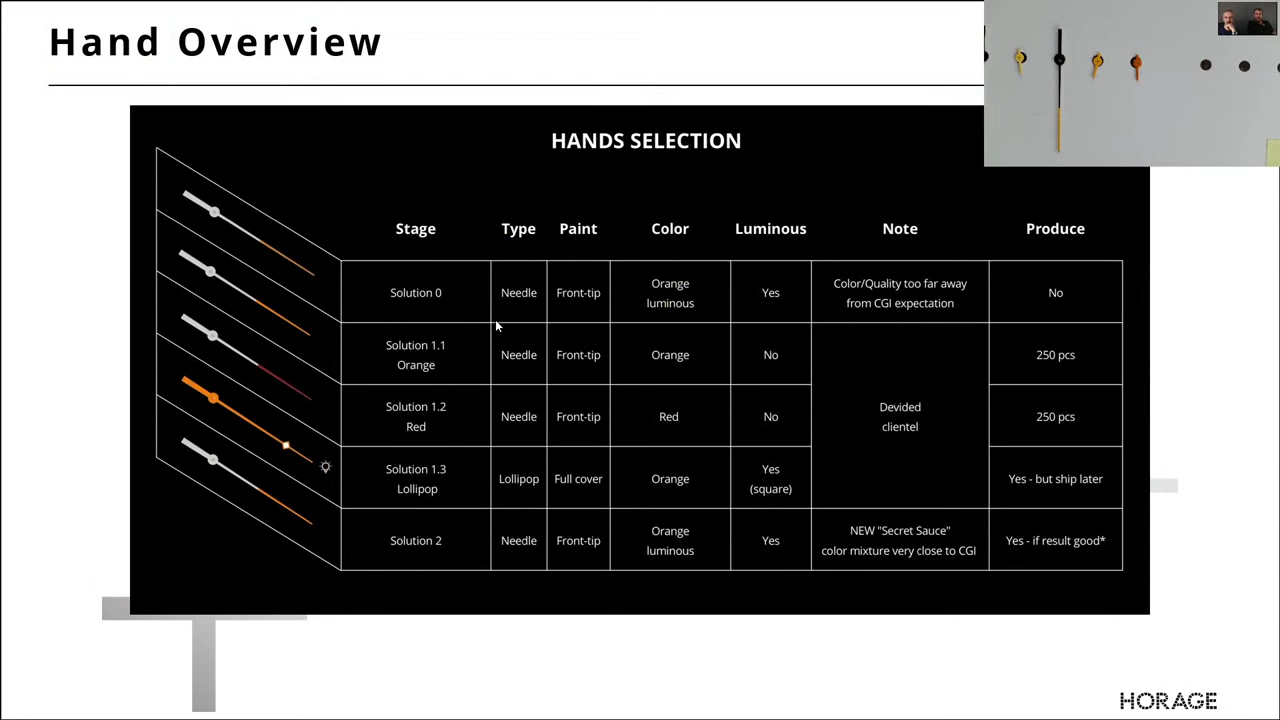 Hand Overview
HANDS SELECTION
Stage Type Paint Color Luminous Note Produce
Solution 0 Needle Front-tip Orange luminous Yes Color/Quality too far away from CGI expectation No
Solution 1.1 Orange Needle Front-tip Orange No 250 pcs
Solution 1.2 Red Needle Front-tip Red No Devided clientel 250 pcs
Solution 1.3 Lollipop Lollipop Full cover Orange Yes (square) Yes - but ship later
Solution 2 Needle Front-tip Orange luminous Yes NEW "Secret Sauce" color mixture very close to CGI Yes - if result good*
HORAGE